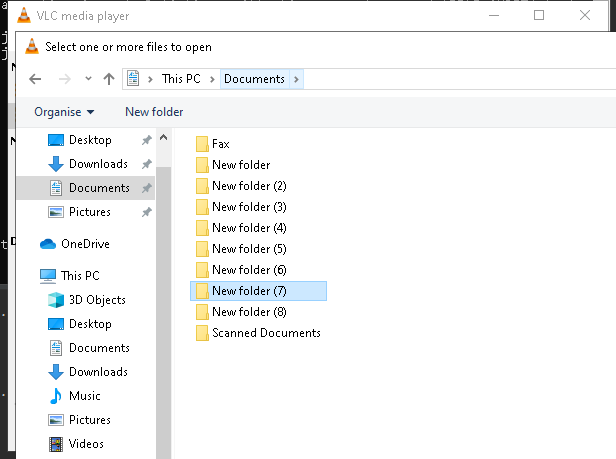 VLC media player
Select one or more files to open
This PC
Documents
Organise
New folder
Desktop
Downloads
Documents
Pictures
OneDrive
This PC
3D Objects
Desktop
Documents
Downloads
Music
Pictures
Videos
Fax
New folder
New folder (2)
New folder (3)
New folder (4)
New folder (5)
New folder (6)
New folder (7)
New folder (8)
Scanned Documents